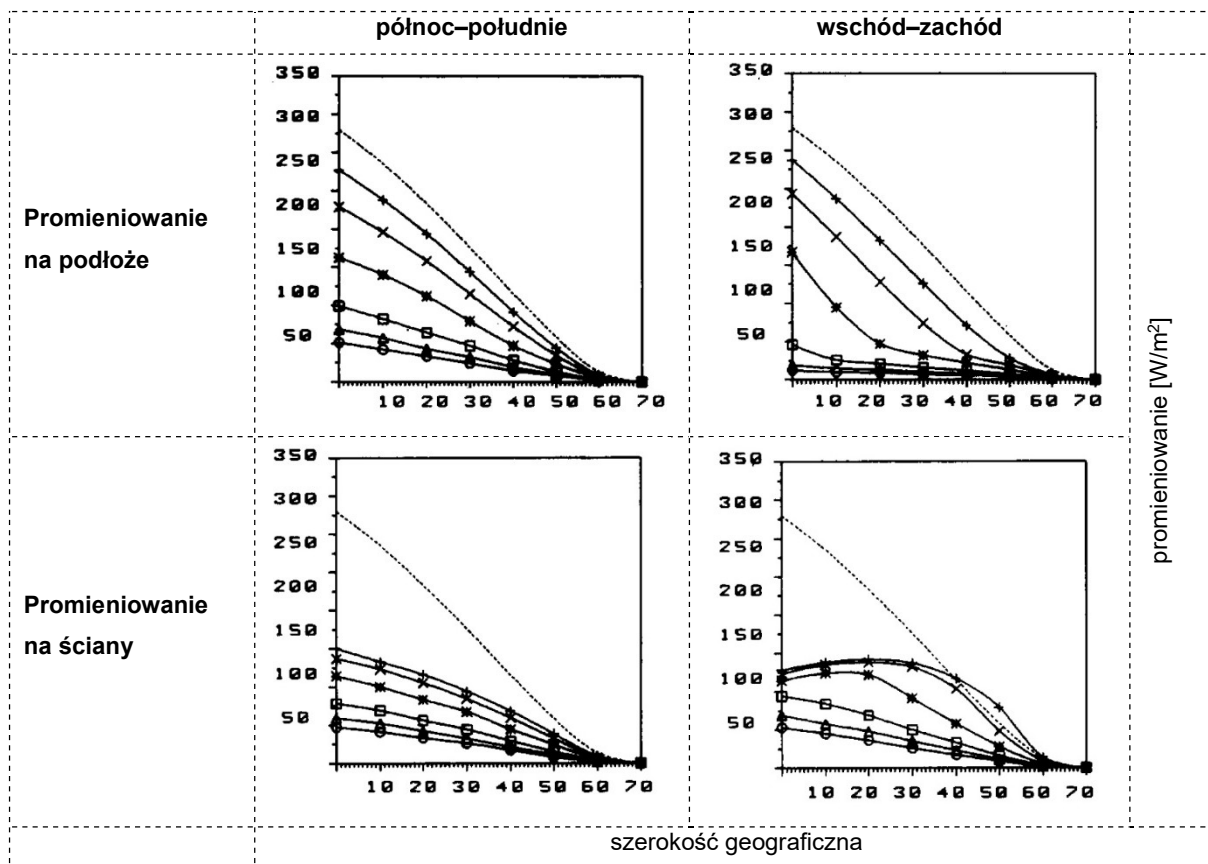 północ–południe
wschód–zachód
Promieniowanie
na podłoże
350
300
250
200
150
100
50
10 20 30 40 50 60 70
350
300
250
200
150
100
50
10 20 30 40 50 60 70
promieniowanie [W/m²]
Promieniowanie
na ściany
350
300
250
200
150
100
50
10 20 30 40 50 60 70
350
300
250
200
150
100
50
10 20 30 40 50 60 70
szerokość geograficzna